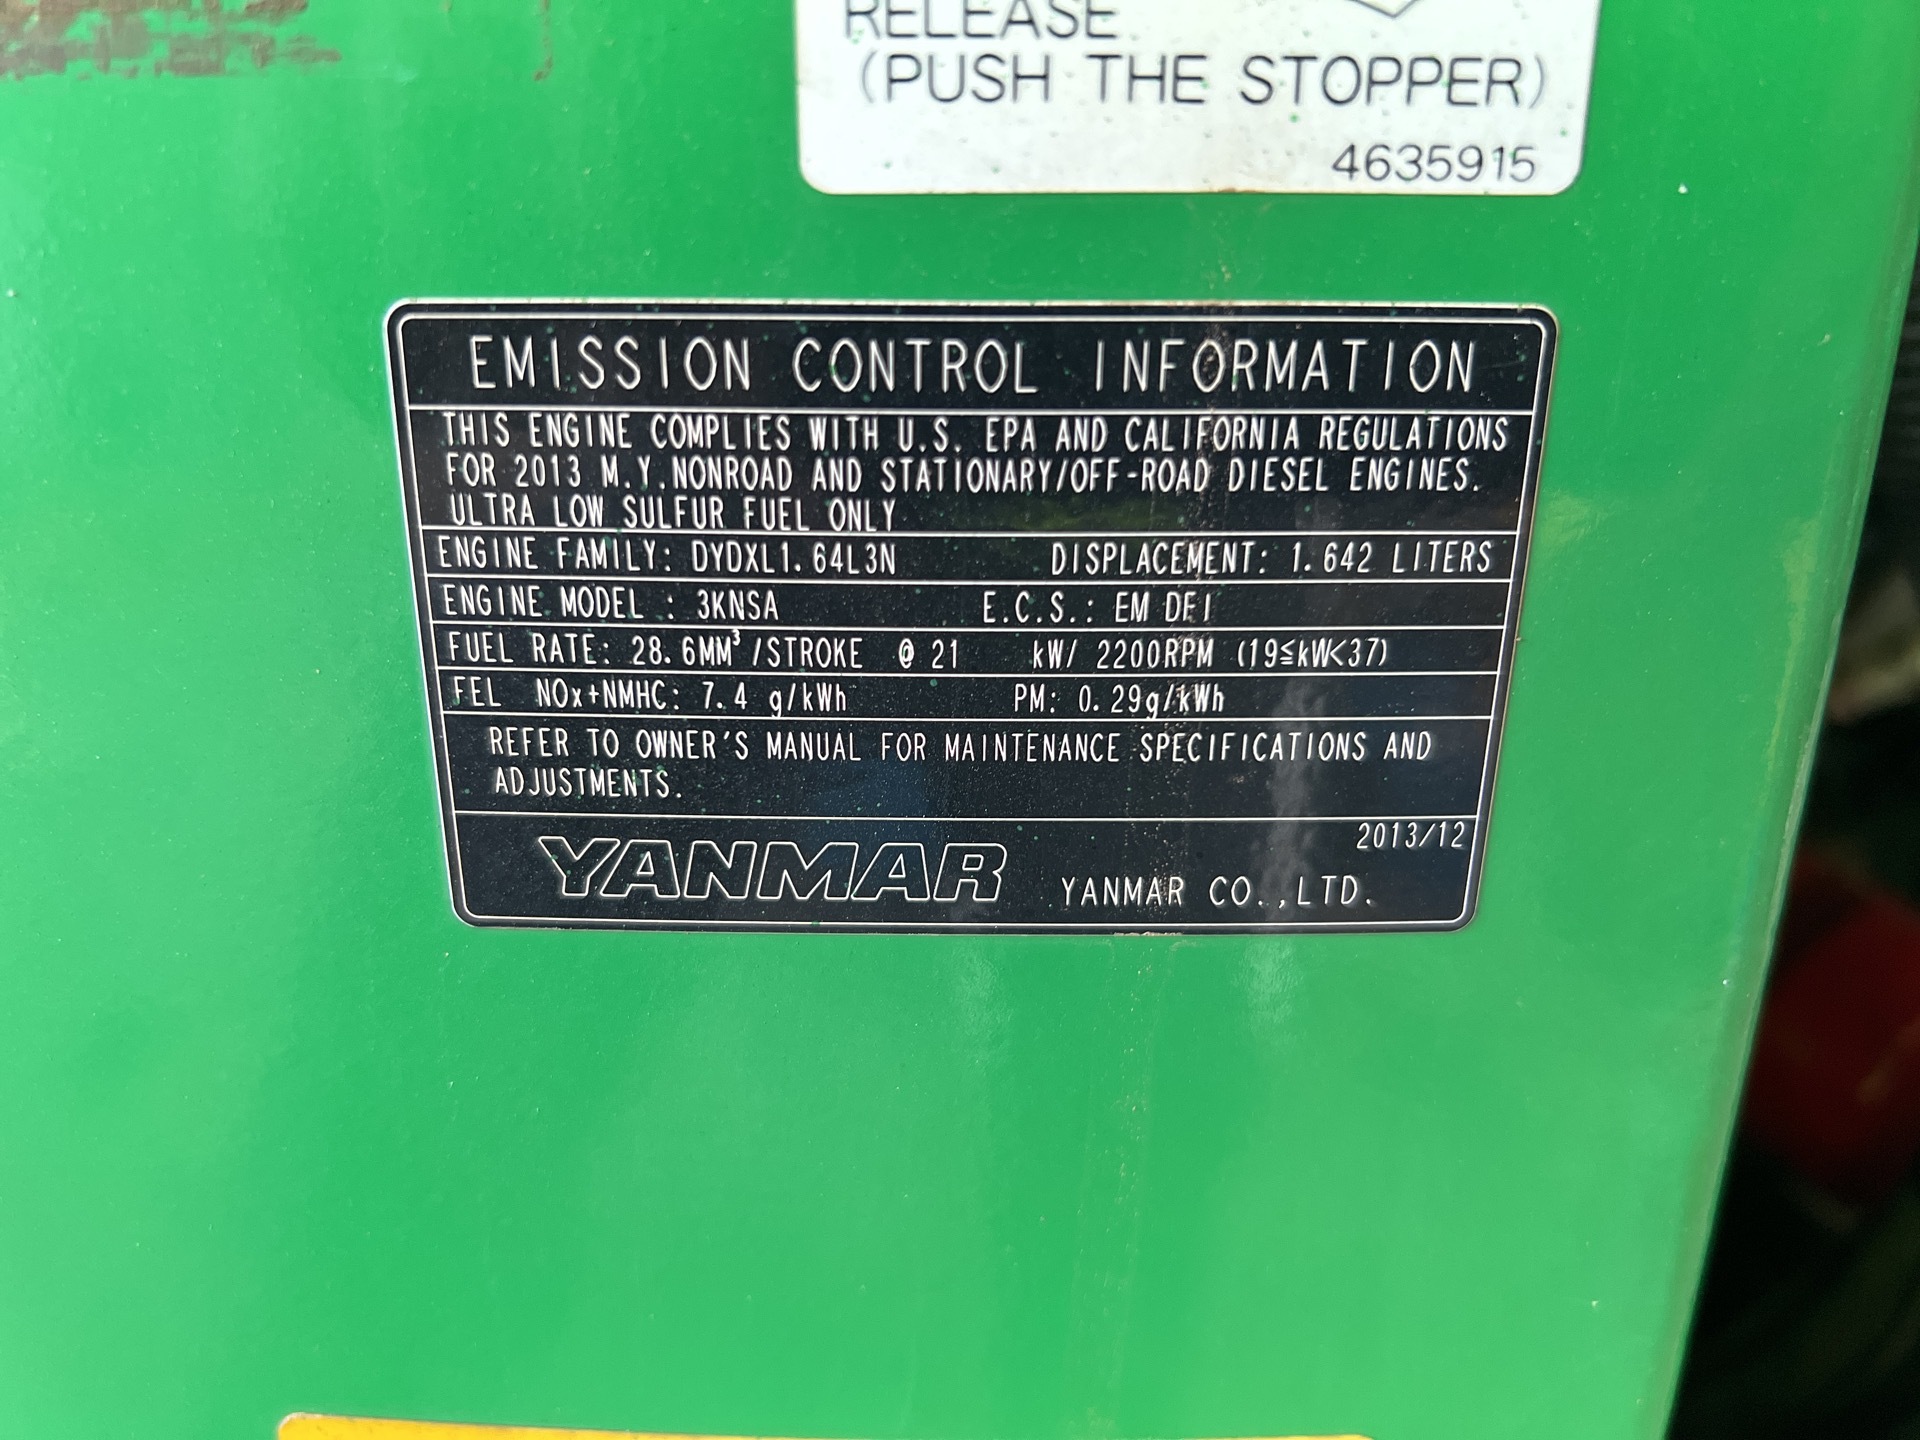 RELEASE
(PUSH THE STOPPER)
4635915
EMISSION CONTROL INFORMATION
THIS ENGINE COMPLIES WITH U.S. EPA AND CALIFORNIA REGULATIONS
FOR 2013 M.Y.NONROAD AND STATIONARY/OFF-ROAD DIESEL ENGINES.
ULTRA LOW SULFUR FUEL ONLY
ENGINE FAMILY: DYDXL1.64L3N DISPLACEMENT: 1.642 LITERS
ENGINE MODEL : 3KNSA E.C.S.: EM DFI
FUEL RATE: 28.6MM³/STROKE @ 21 kW/ 2200RPM (19≦kW<37)
FEL NOx+NMHC: 7.4 g/kWh PM: 0.29g/kWh
REFER TO OWNER'S MANUAL FOR MAINTENANCE SPECIFICATIONS AND
ADJUSTMENTS.
2013/12
YANMAR YANMAR CO.,LTD.